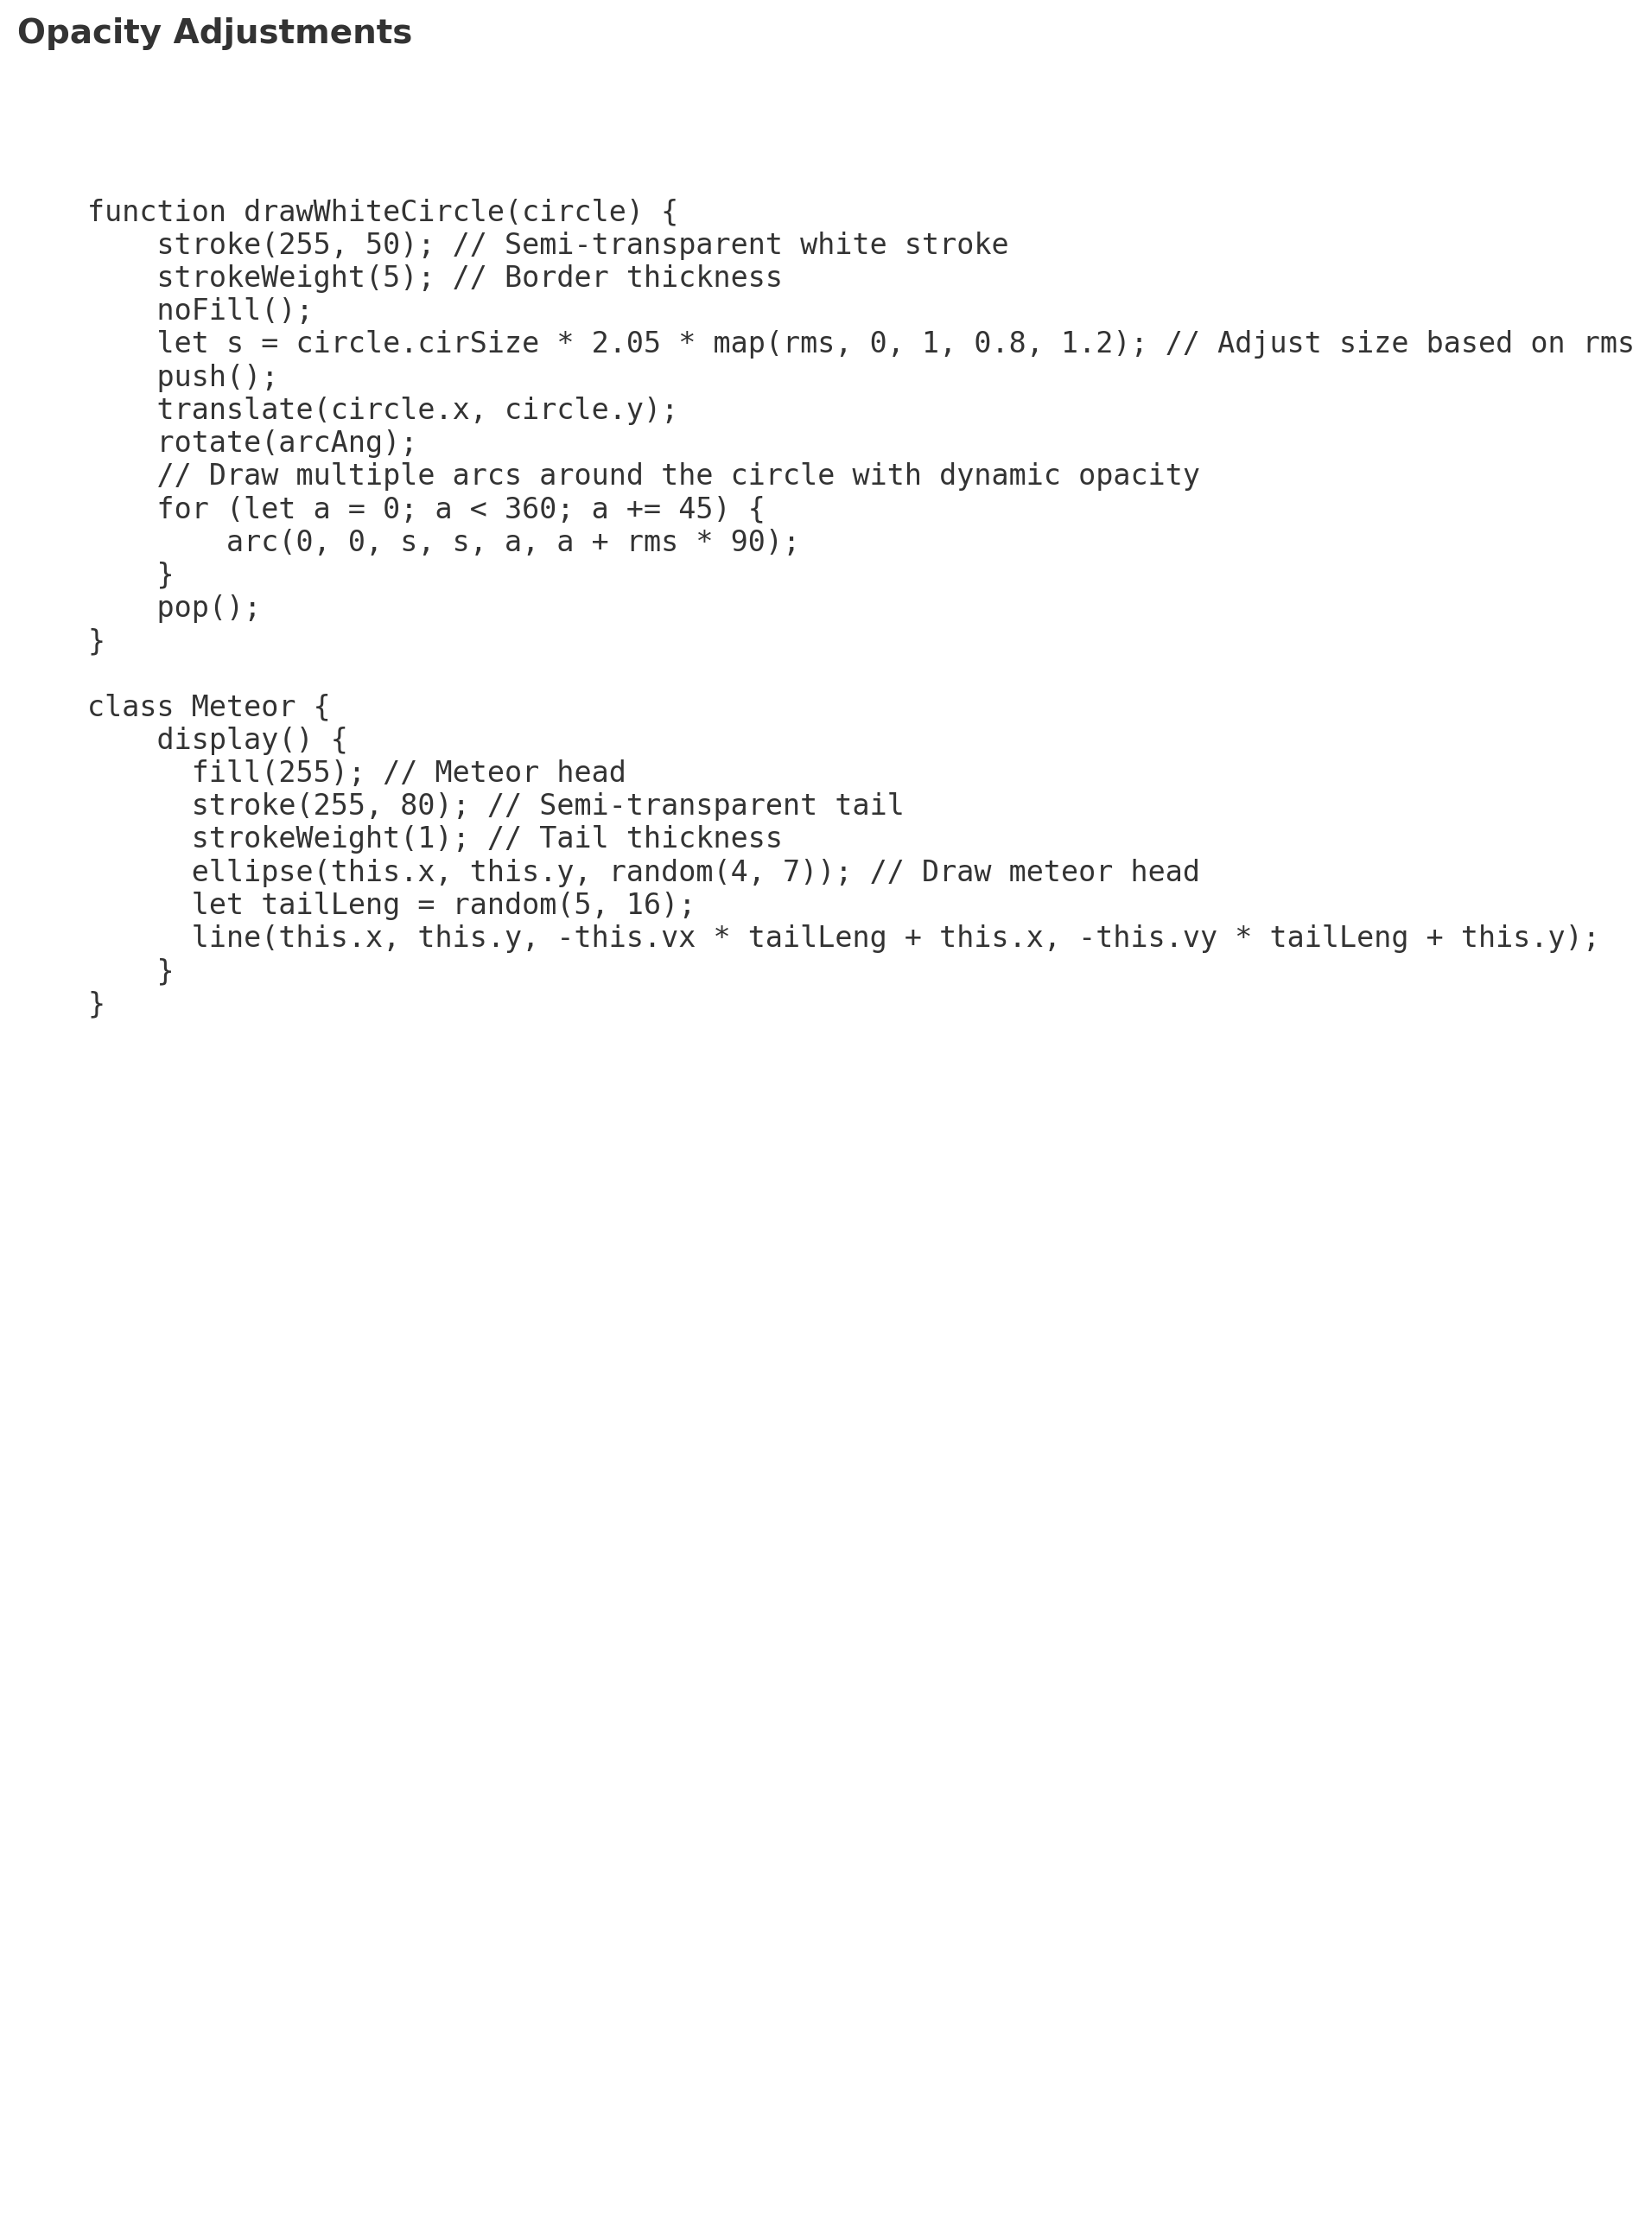 Opacity Adjustments
function drawWhiteCircle(circle) {
    stroke(255, 50); // Semi-transparent white stroke
    strokeWeight(5); // Border thickness
    noFill();
    let s = circle.cirSize * 2.05 * map(rms, 0, 1, 0.8, 1.2); // Adjust size based on rms
    push();
    translate(circle.x, circle.y);
    rotate(arcAng);
    // Draw multiple arcs around the circle with dynamic opacity
    for (let a = 0; a < 360; a += 45) {
        arc(0, 0, s, s, a, a + rms * 90);
    }
    pop();
}

class Meteor {
    display() {
      fill(255); // Meteor head
      stroke(255, 80); // Semi-transparent tail
      strokeWeight(1); // Tail thickness
      ellipse(this.x, this.y, random(4, 7)); // Draw meteor head
      let tailLeng = random(5, 16);
      line(this.x, this.y, -this.vx * tailLeng + this.x, -this.vy * tailLeng + this.y);
    }
}